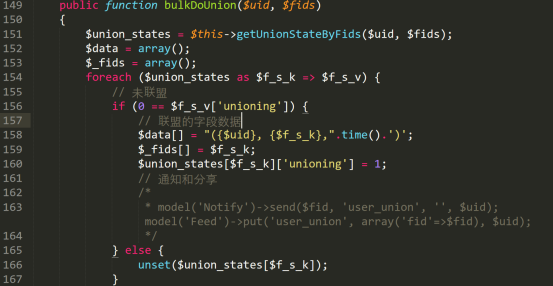 149 public function bulkDoUnion($uid, $fids)
150 {
151 $union_states = $this->getUnionStateByFids($uid, $fids);
152 $data = array();
153 $_fids = array();
154 foreach ($union_states as $f_s_k => $f_s_v) {
155 // 未联盟
156 if (0 == $f_s_v['unioning']) {
157 // 联盟的字段数据
158 $data[] = "({$uid}, {$f_s_k},".time().')';
159 $_fids[] = $f_s_k;
160 $union_states[$f_s_k]['unioning'] = 1;
161 // 通知和分享
162 /*
163 * model('Notify')->send($fid, 'user_union', '', $uid);
model('Feed')->put('user_union', array('fid'=>$fid), $uid);
164 */
165 } else {
166 unset($union_states[$f_s_k]);
167 }